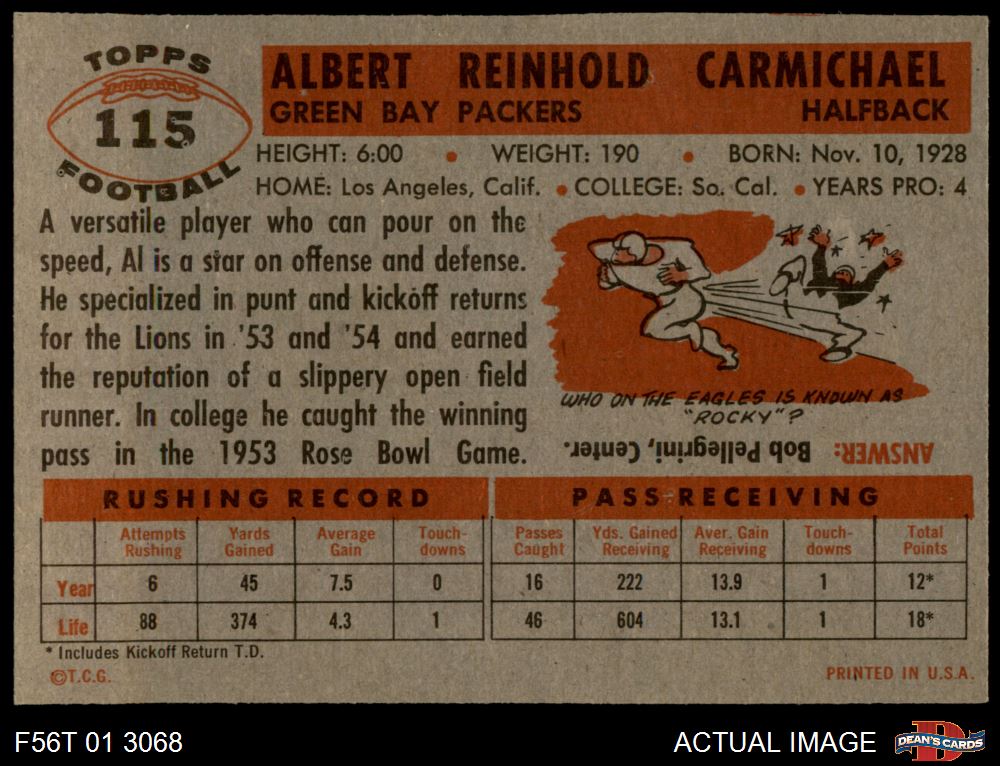 TOPPS
115
FOOTBALL
ALBERT REINHOLD CARMICHAEL
GREEN BAY PACKERS HALFBACK
HEIGHT: 6:00 • WEIGHT: 190 • BORN: Nov. 10, 1928
HOME: Los Angeles, Calif. • COLLEGE: So. Cal. • YEARS PRO: 4
A versatile player who can pour on the
speed, Al is a star on offense and defense.
He specialized in punt and kickoff returns
for the Lions in '53 and '54 and earned
the reputation of a slippery open field
runner. In college he caught the winning
pass in the 1953 Rose Bowl Game.
WHO ON THE EAGLES IS KNOWN AS
"ROCKY"?
ANSWER: Bob Pellegrini, Center.
RUSHING RECORD
Attempts Rushing Yards Gained Average Gain Touch-downs
Year 6 45 7.5 0
Life 88 374 4.3 1
PASS RECEIVING
Passes Caught Yds. Gained Receiving Aver. Gain Receiving Touch-downs Total Points
16 222 13.9 1 12*
46 604 13.1 1 18*
* Includes Kickoff Return T.D.
©T.C.G. PRINTED IN U.S.A.
F56T 01 3068 ACTUAL IMAGE
DEAN'S CARDS